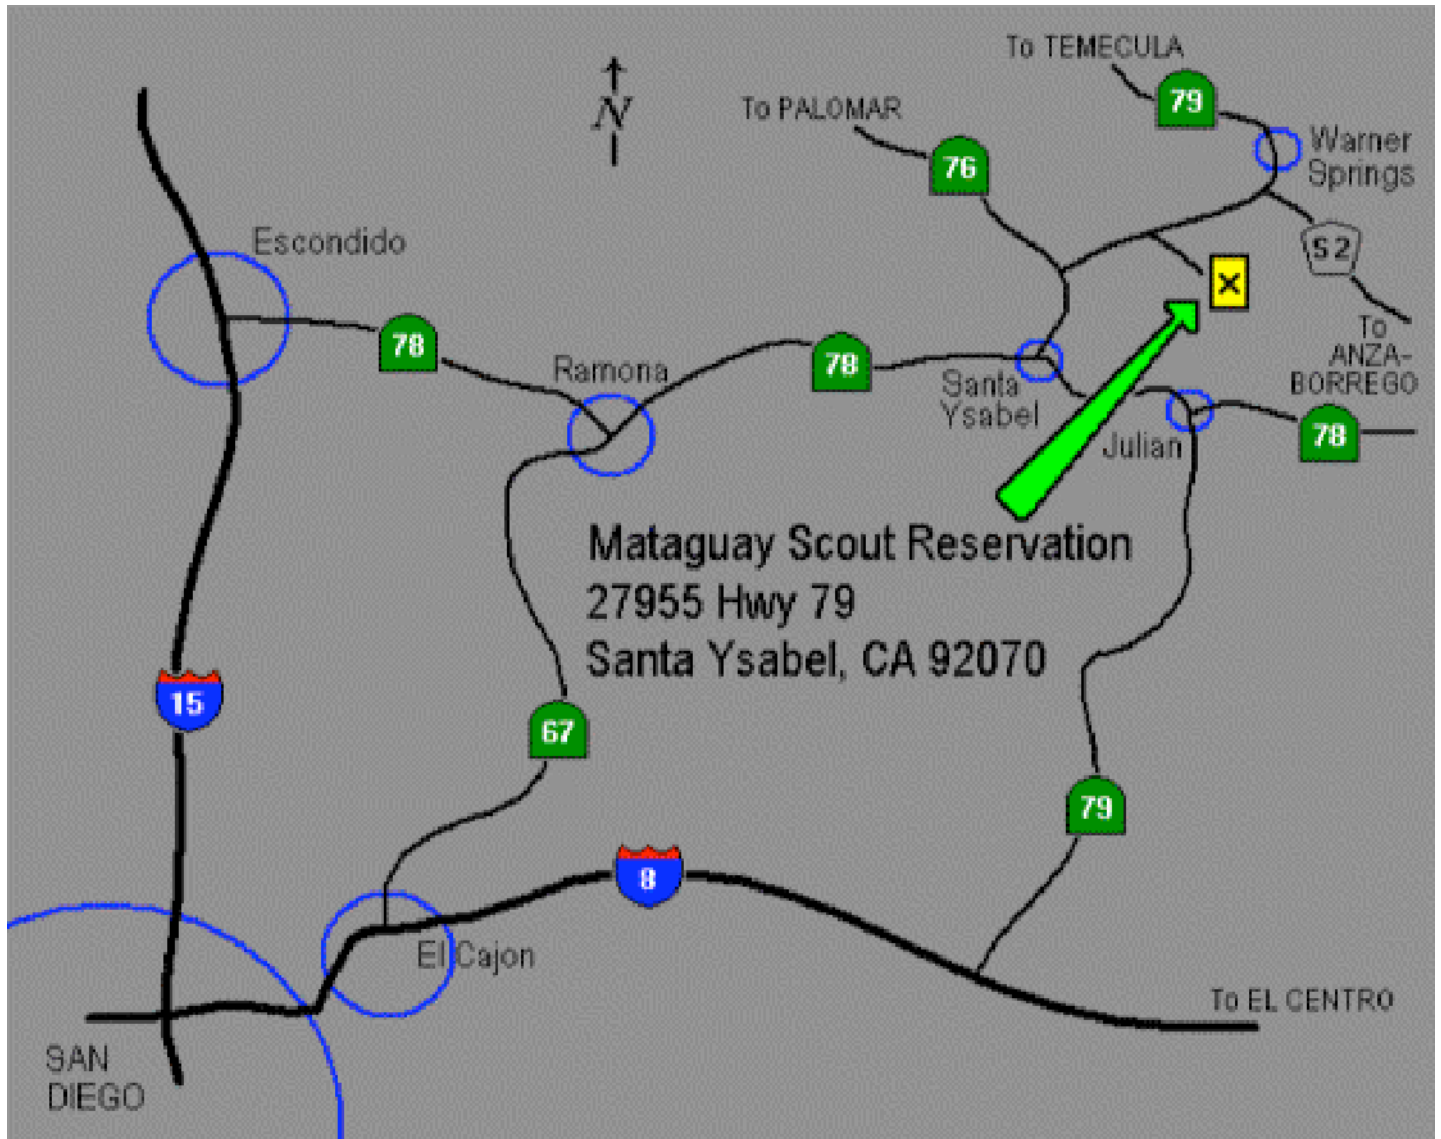 To TEMECULA
79
To PALOMAR
N
76
Warner
Springs
Escondido
S2
X
78
Ramona
78
To
ANZA-
BORREGO
Santa
Ysabel
Julian
78
Mataguay Scout Reservation
27955 Hwy 79
Santa Ysabel, CA 92070
15
67
79
8
El Cajon
To EL CENTRO
SAN
DIEGO